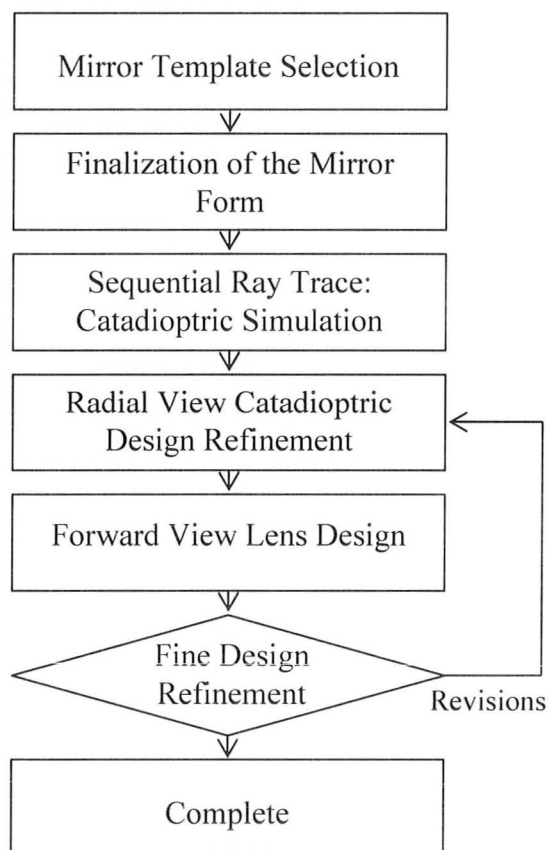 Mirror Template Selection
Finalization of the Mirror
Form
Sequential Ray Trace:
Catadioptric Simulation
Radial View Catadioptric
Design Refinement
Forward View Lens Design
Fine Design
Refinement
Revisions
Complete